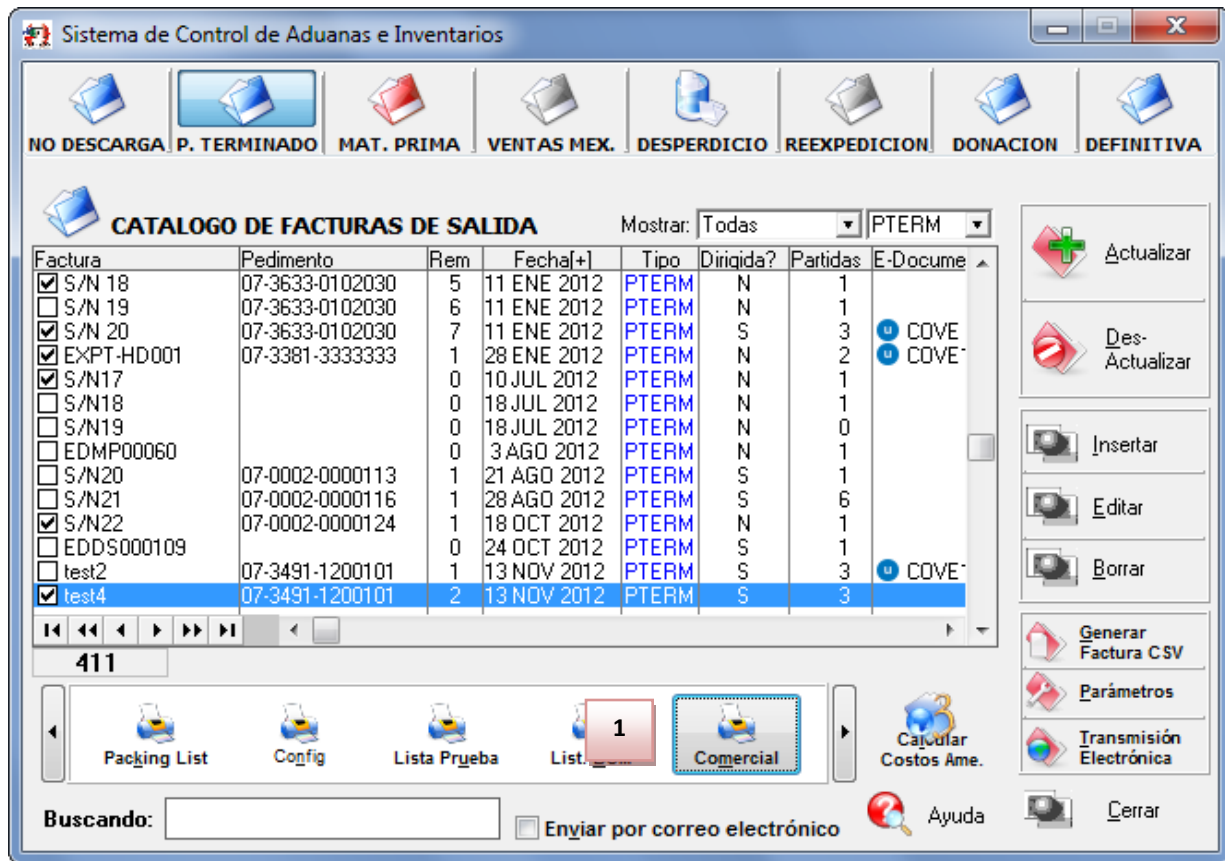 Sistema de Control de Aduanas e Inventarios
NO DESCARGA P. TERMINADO MAT. PRIMA VENTAS MEX. DESPERDICIO REEXPEDICION DONACION DEFINITIVA
CATALOGO DE FACTURAS DE SALIDA Mostrar: Todas PTERM
Factura Pedimento Rem Fecha[+] Tipo Dirigida? Partidas E-Docume
S/N 18 07-3633-0102030 5 11 ENE 2012 PTERM N 1
S/N 19 07-3633-0102030 6 11 ENE 2012 PTERM N 1
S/N 20 07-3633-0102030 7 11 ENE 2012 PTERM S 3 u COVE
EXPT-HD001 07-3381-3333333 1 28 ENE 2012 PTERM N 2 u COVE
S/N17 0 10 JUL 2012 PTERM N 1
S/N18 0 18 JUL 2012 PTERM N 1
S/N19 0 18 JUL 2012 PTERM N 0
EDMP00060 0 3 AGO 2012 PTERM N 1
S/N20 07-0002-0000113 1 21 AGO 2012 PTERM S 1
S/N21 07-0002-0000116 1 28 AGO 2012 PTERM S 6
S/N22 07-0002-0000124 1 18 OCT 2012 PTERM N 1
EDDS000109 0 24 OCT 2012 PTERM S 1
test2 07-3491-1200101 1 13 NOV 2012 PTERM S 3 u COVE
test4 07-3491-1200101 2 13 NOV 2012 PTERM S 3
411
Actualizar
Des-
Actualizar
Insertar
Editar
Borrar
Generar
Factura CSV
Parámetros
Transmisión
Electrónica
Packing List Config Lista Prueba List. 1 Comercial
Calcular
Costos Ame.
Buscando: Enviar por correo electrónico Ayuda Cerrar